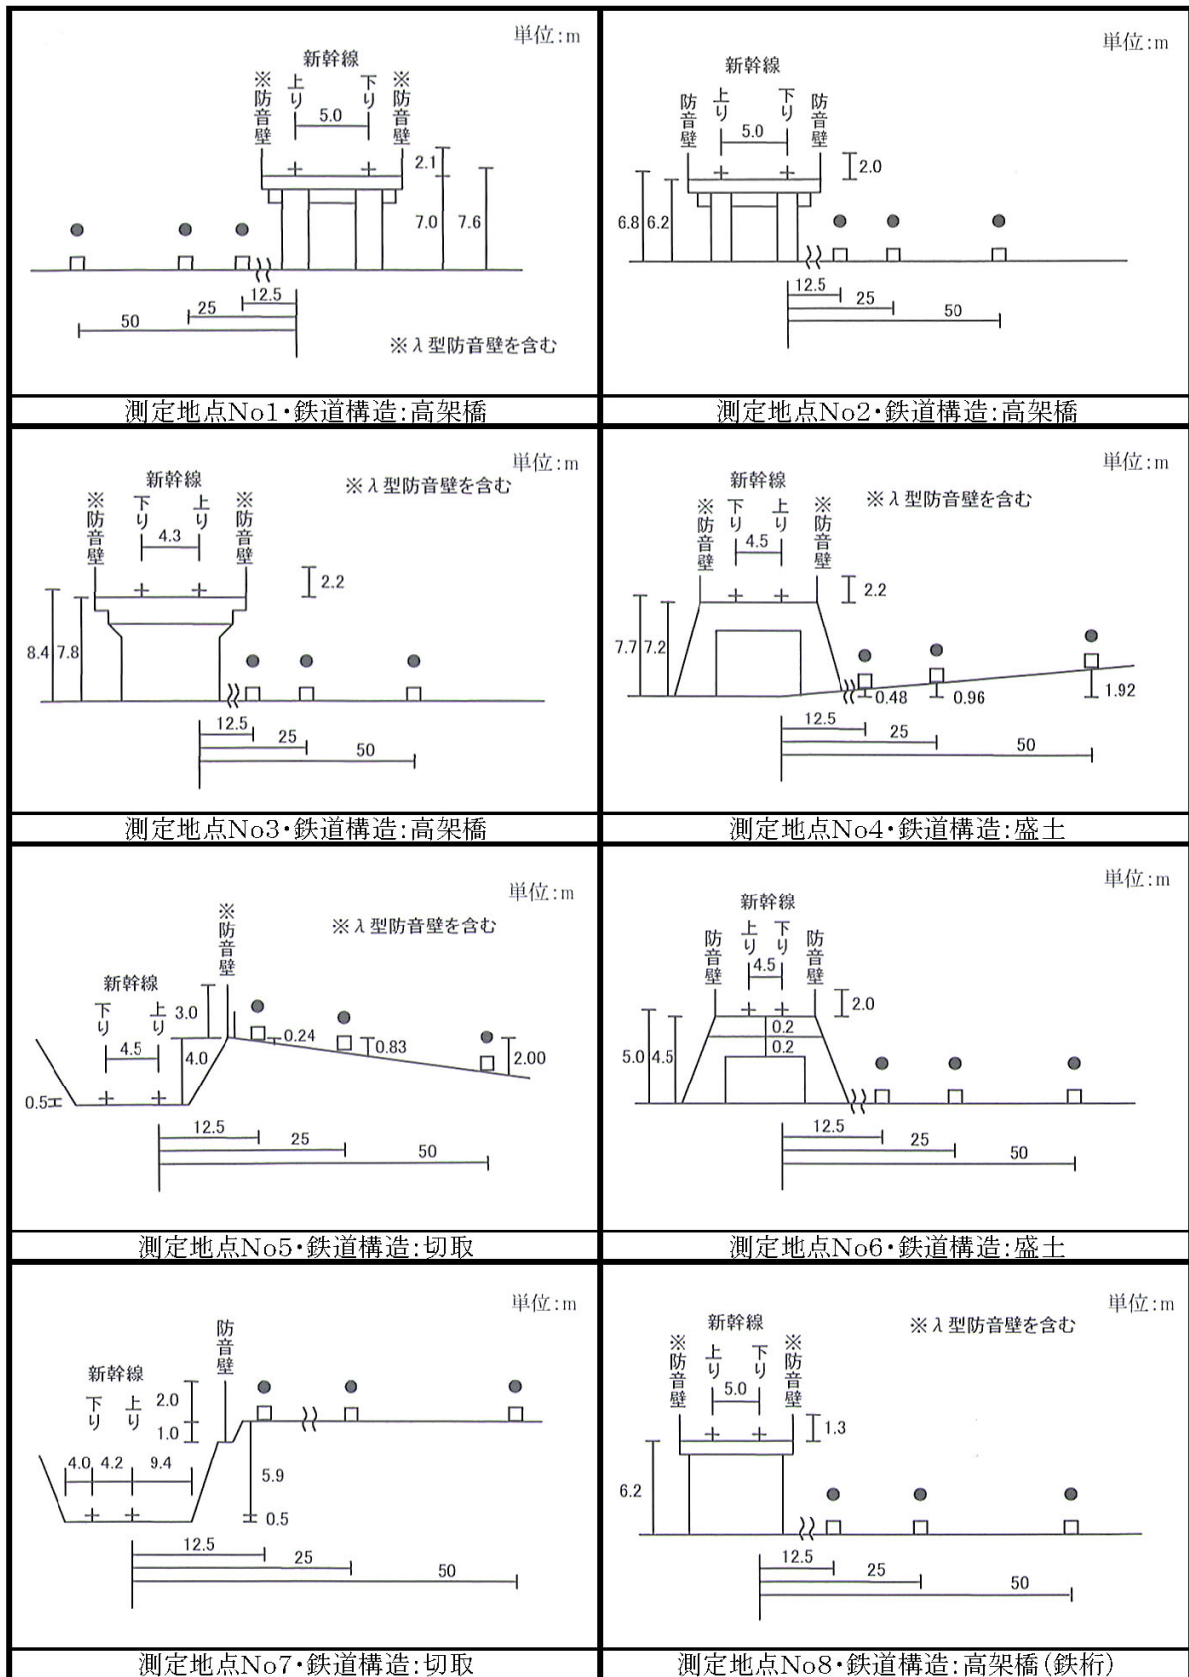 単位:m
新幹線
※防音壁
上り
下り
※防音壁
5.0
2.1
7.0
7.6
12.5
25
50
※λ型防音壁を含む
測定地点No1・鉄道構造:高架橋
単位:m
新幹線
防音壁
上り
下り
防音壁
5.0
2.0
6.8
6.2
12.5
25
50
測定地点No2・鉄道構造:高架橋
単位:m
新幹線
※λ型防音壁を含む
※防音壁
下り
上り
※防音壁
4.3
2.2
8.4
7.8
12.5
25
50
測定地点No3・鉄道構造:高架橋
単位:m
新幹線
※λ型防音壁を含む
※防音壁
下り
上り
※防音壁
4.5
2.2
7.7
7.2
0.48
0.96
1.92
12.5
25
50
測定地点No4・鉄道構造:盛土
単位:m
※防音壁
※λ型防音壁を含む
新幹線
下り
上り
3.0
4.5
4.0
0.24
0.83
2.00
0.5
12.5
25
50
測定地点No5・鉄道構造:切取
単位:m
新幹線
防音壁
上り
下り
防音壁
4.5
2.0
0.2
0.2
5.0
4.5
12.5
25
50
測定地点No6・鉄道構造:盛土
単位:m
防音壁
新幹線
下り
上り
2.0
1.0
4.0
4.2
9.4
5.9
0.5
12.5
25
50
測定地点No7・鉄道構造:切取
単位:m
新幹線
※λ型防音壁を含む
※防音壁
上り
下り
※防音壁
5.0
1.3
6.2
12.5
25
50
測定地点No8・鉄道構造:高架橋(鉄桁)